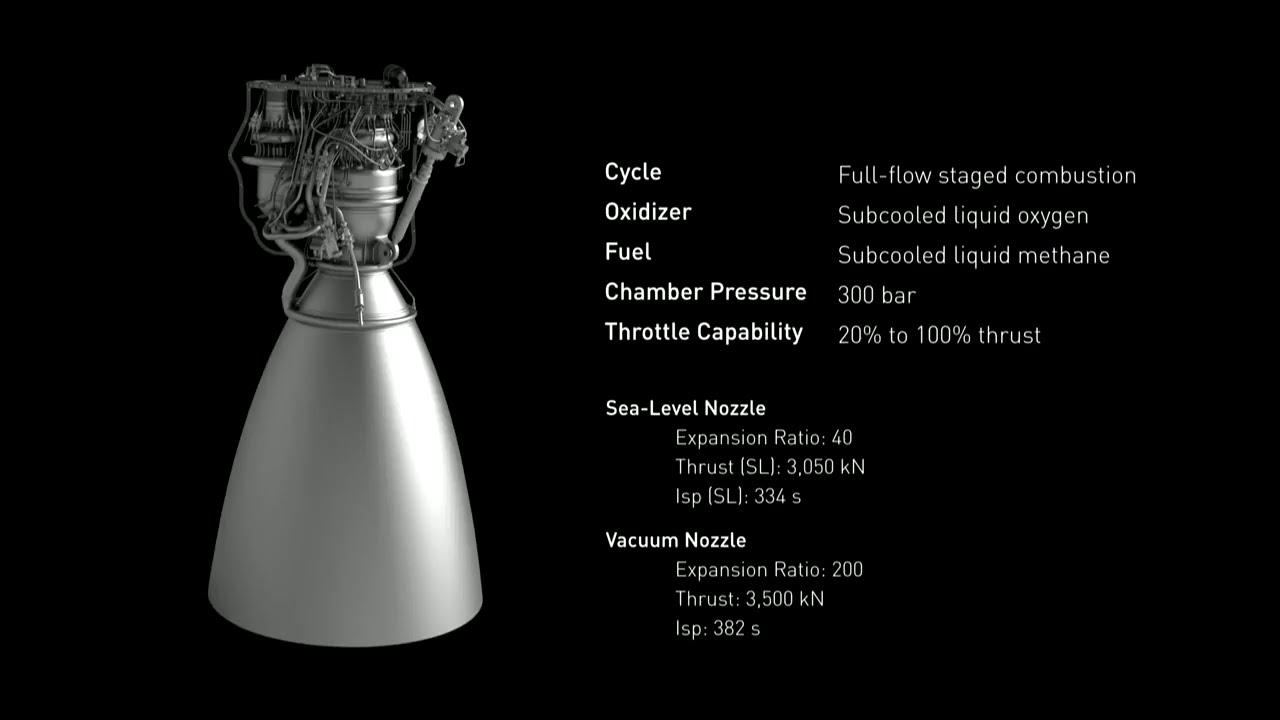 Cycle Full-flow staged combustion
Oxidizer Subcooled liquid oxygen
Fuel Subcooled liquid methane
Chamber Pressure 300 bar
Throttle Capability 20% to 100% thrust
Sea-Level Nozzle
Expansion Ratio: 40
Thrust (SL): 3,050 kN
Isp (SL): 334 s
Vacuum Nozzle
Expansion Ratio: 200
Thrust: 3,500 kN
Isp: 382 s